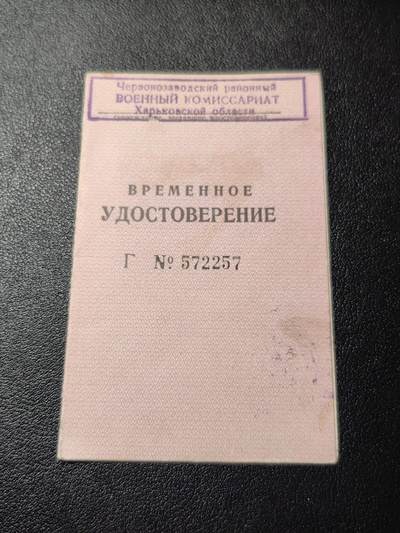 Червонозаводский районный
ВОЕННЫЙ КОМИССАРИАТ
Харьковской области
ВРЕМЕННОЕ
УДОСТОВЕРЕНИЕ
Г № 572257